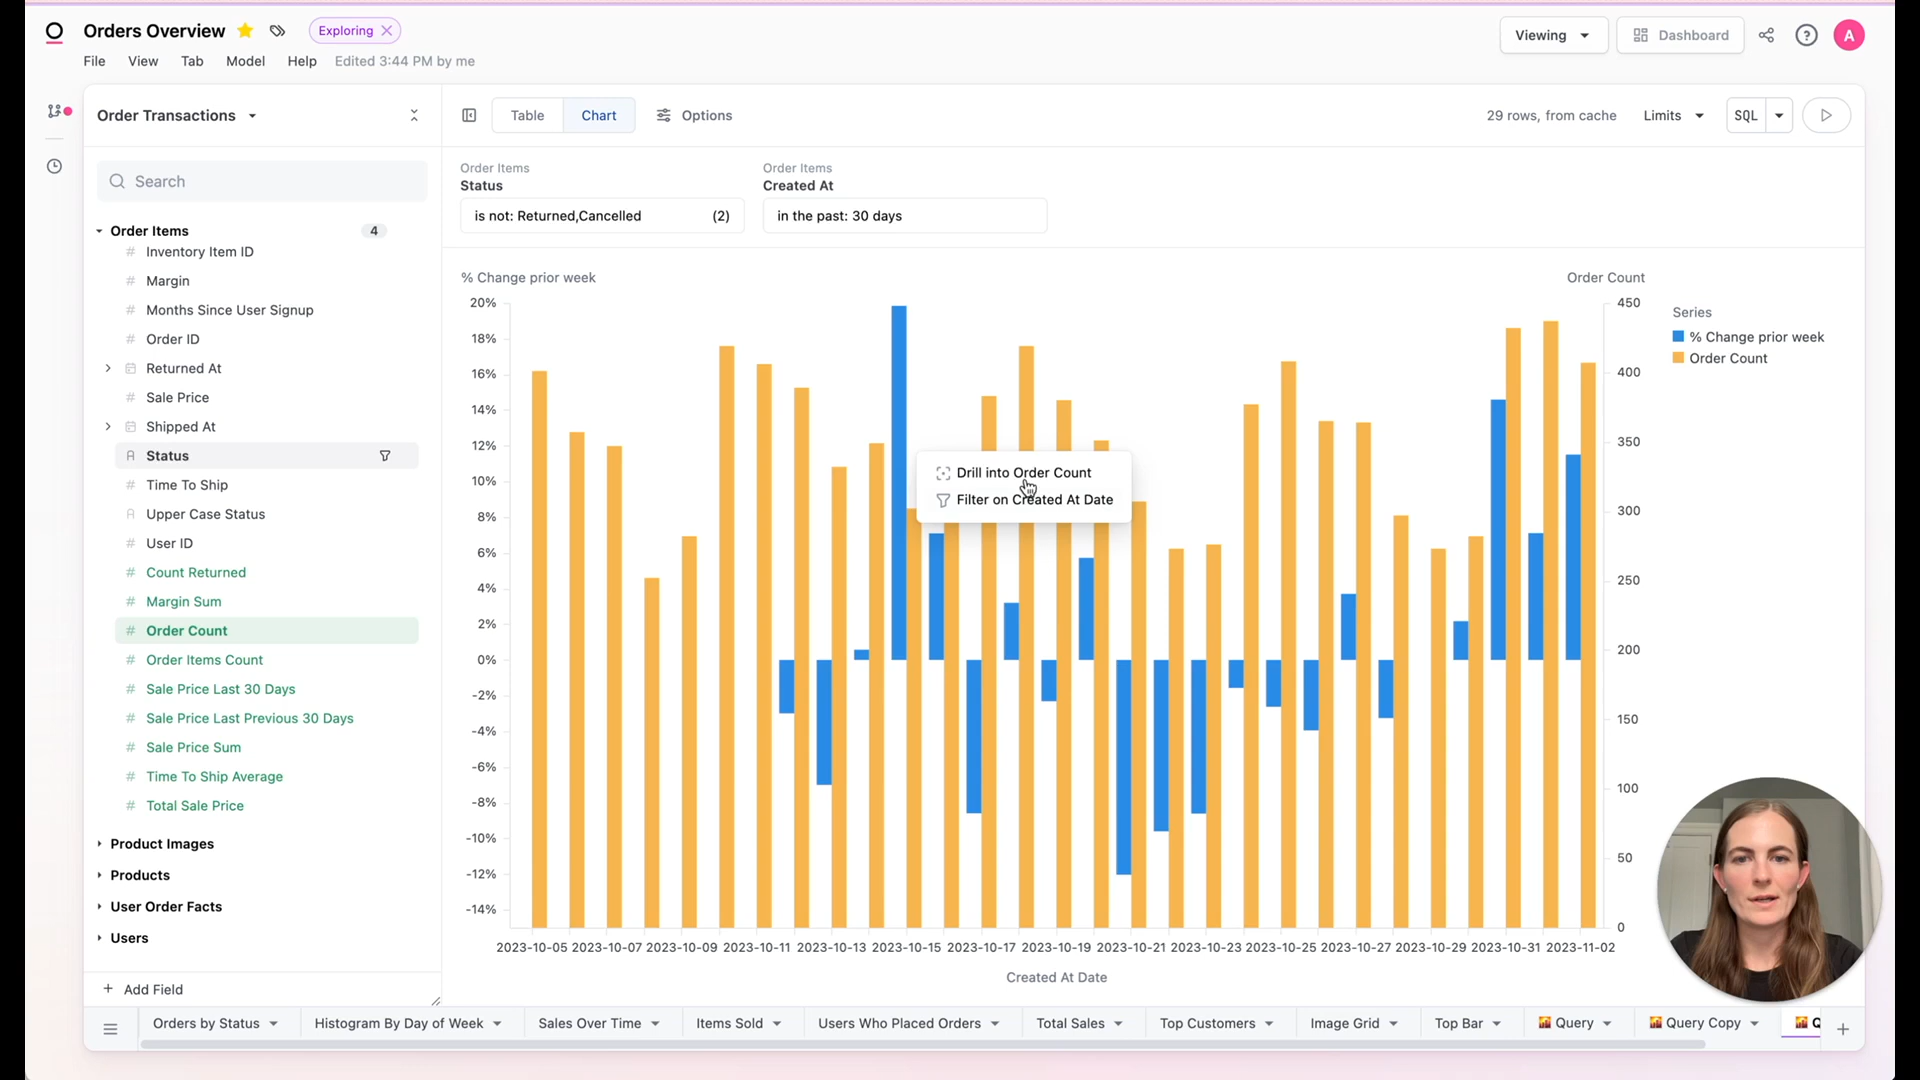 Orders Overview
Exploring
File View Tab Model Help Edited 3:44 PM by me
Viewing
Dashboard
?
A
Order Transactions
Table Chart Options
29 rows, from cache Limits SQL
Search
Order Items
Status
is not: Returned,Cancelled (2)
Order Items
Created At
in the past: 30 days
Order Items 4
# Inventory Item ID
# Margin
# Months Since User Signup
# Order ID
Returned At
# Sale Price
Shipped At
A Status
# Time To Ship
A Upper Case Status
# User ID
# Count Returned
# Margin Sum
# Order Count
# Order Items Count
# Sale Price Last 30 Days
# Sale Price Last Previous 30 Days
# Sale Price Sum
# Time To Ship Average
# Total Sale Price
Product Images
Products
User Order Facts
Users
+ Add Field
% Change prior week
20%
18%
16%
14%
12%
10%
8%
6%
4%
2%
0%
-2%
-4%
-6%
-8%
-10%
-12%
-14%
Drill into Order Count
Filter on Created At Date
Order Count
450
400
350
300
250
200
150
100
50
0
Series
% Change prior week
Order Count
2023-10-05 2023-10-07 2023-10-09 2023-10-11 2023-10-13 2023-10-15 2023-10-17 2023-10-19 2023-10-21 2023-10-23 2023-10-25 2023-10-27 2023-10-29 2023-10-31 2023-11-02
Created At Date
Orders by Status Histogram By Day of Week Sales Over Time Items Sold Users Who Placed Orders Total Sales Top Customers Image Grid Top Bar Query Query Copy Q +